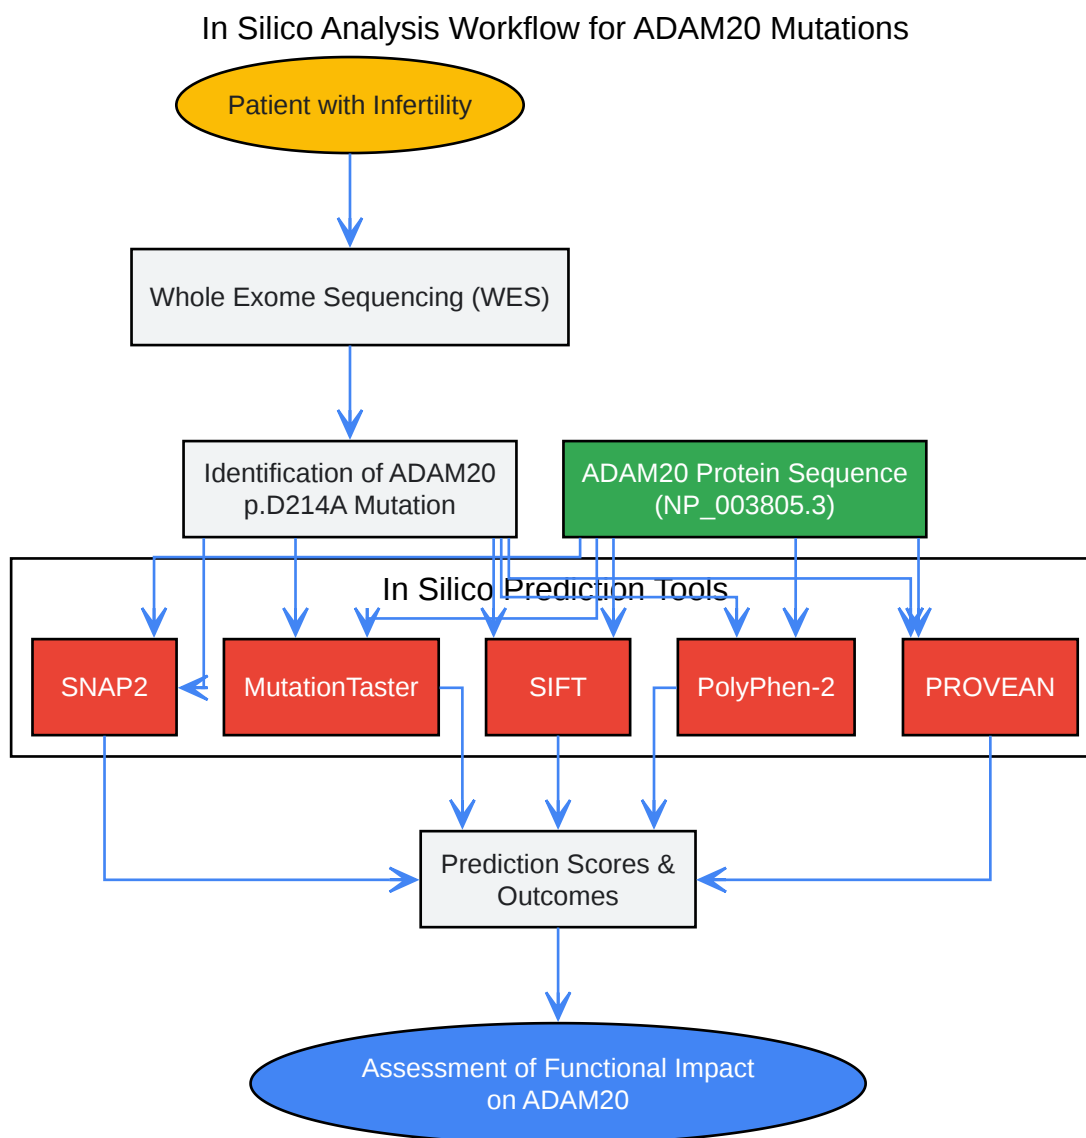 In Silico Analysis Workflow for ADAM20 Mutations
Patient with Infertility
Whole Exome Sequencing (WES)
Identification of ADAM20
p.D214A Mutation
ADAM20 Protein Sequence
(NP_003805.3)
In Silico Prediction Tools
SNAP2
MutationTaster
SIFT
PolyPhen-2
PROVEAN
Prediction Scores &
Outcomes
Assessment of Functional Impact
on ADAM20